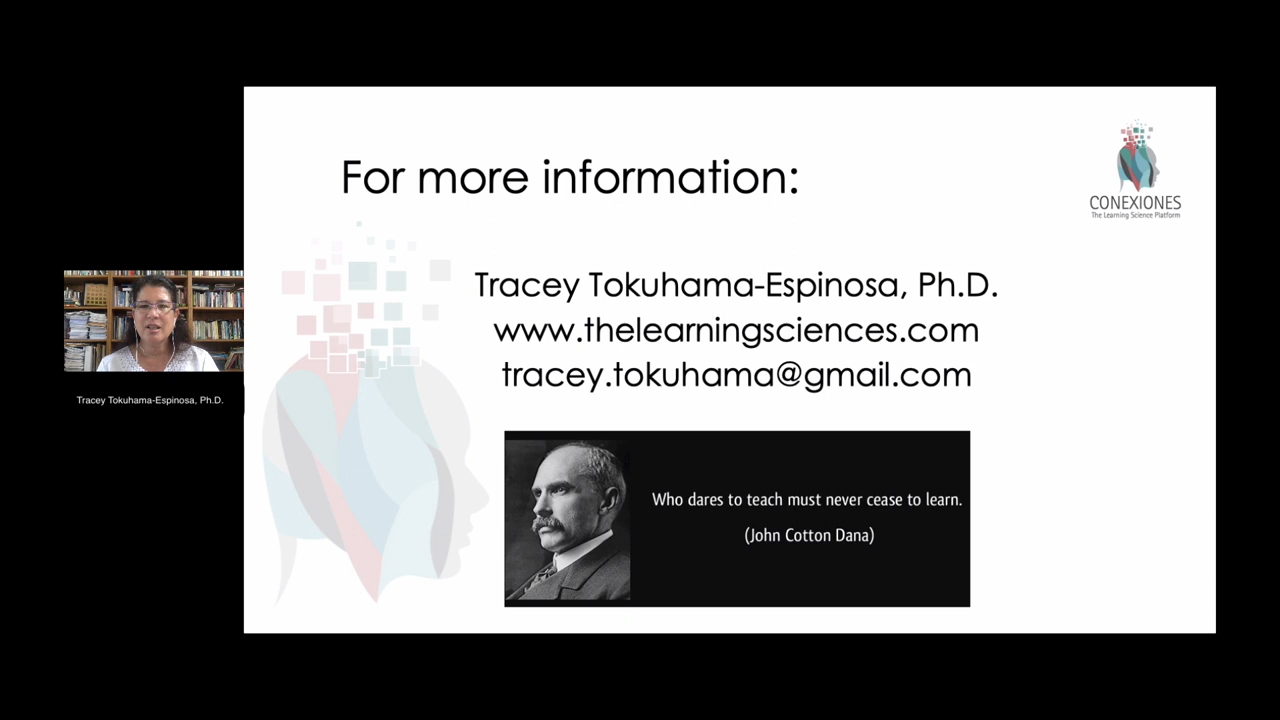 For more information:
CONEXIONES
The Learning Science Platform
Tracey Tokuhama-Espinosa, Ph.D.
www.thelearningsciences.com
tracey.tokuhama@gmail.com
Tracey Tokuhama-Espinosa, Ph.D.
Who dares to teach must never cease to learn.
(John Cotton Dana)